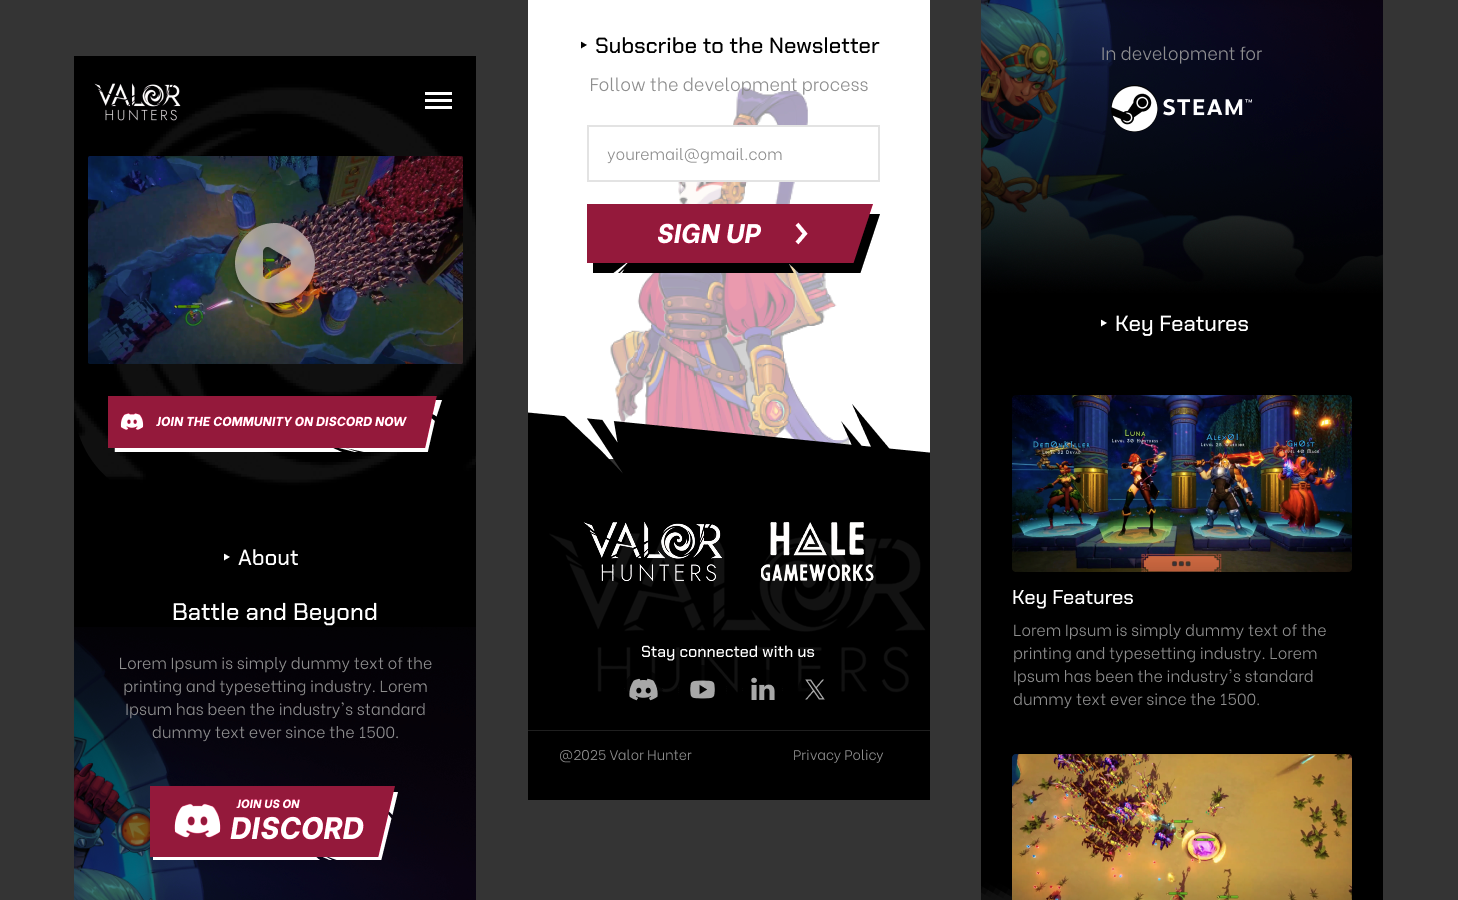 VALOR
HUNTERS
JOIN THE COMMUNITY ON DISCORD NOW
About
Battle and Beyond
Lorem Ipsum is simply dummy text of the
printing and typesetting industry. Lorem
Ipsum has been the industry's standard
dummy text ever since the 1500.
JOIN US ON
DISCORD
Subscribe to the Newsletter
Follow the development process
youremail@gmail.com
SIGN UP
VALOR
HUNTERS
HALE
GAMEWORKS
VALOR
HUNTERS
Stay connected with us
@2025 Valor Hunter
Privacy Policy
In development for
STEAM™
Key Features
Luna
Alex01
Key Features
Lorem Ipsum is simply dummy text of the
printing and typesetting industry. Lorem
Ipsum has been the industry's standard
dummy text ever since the 1500.